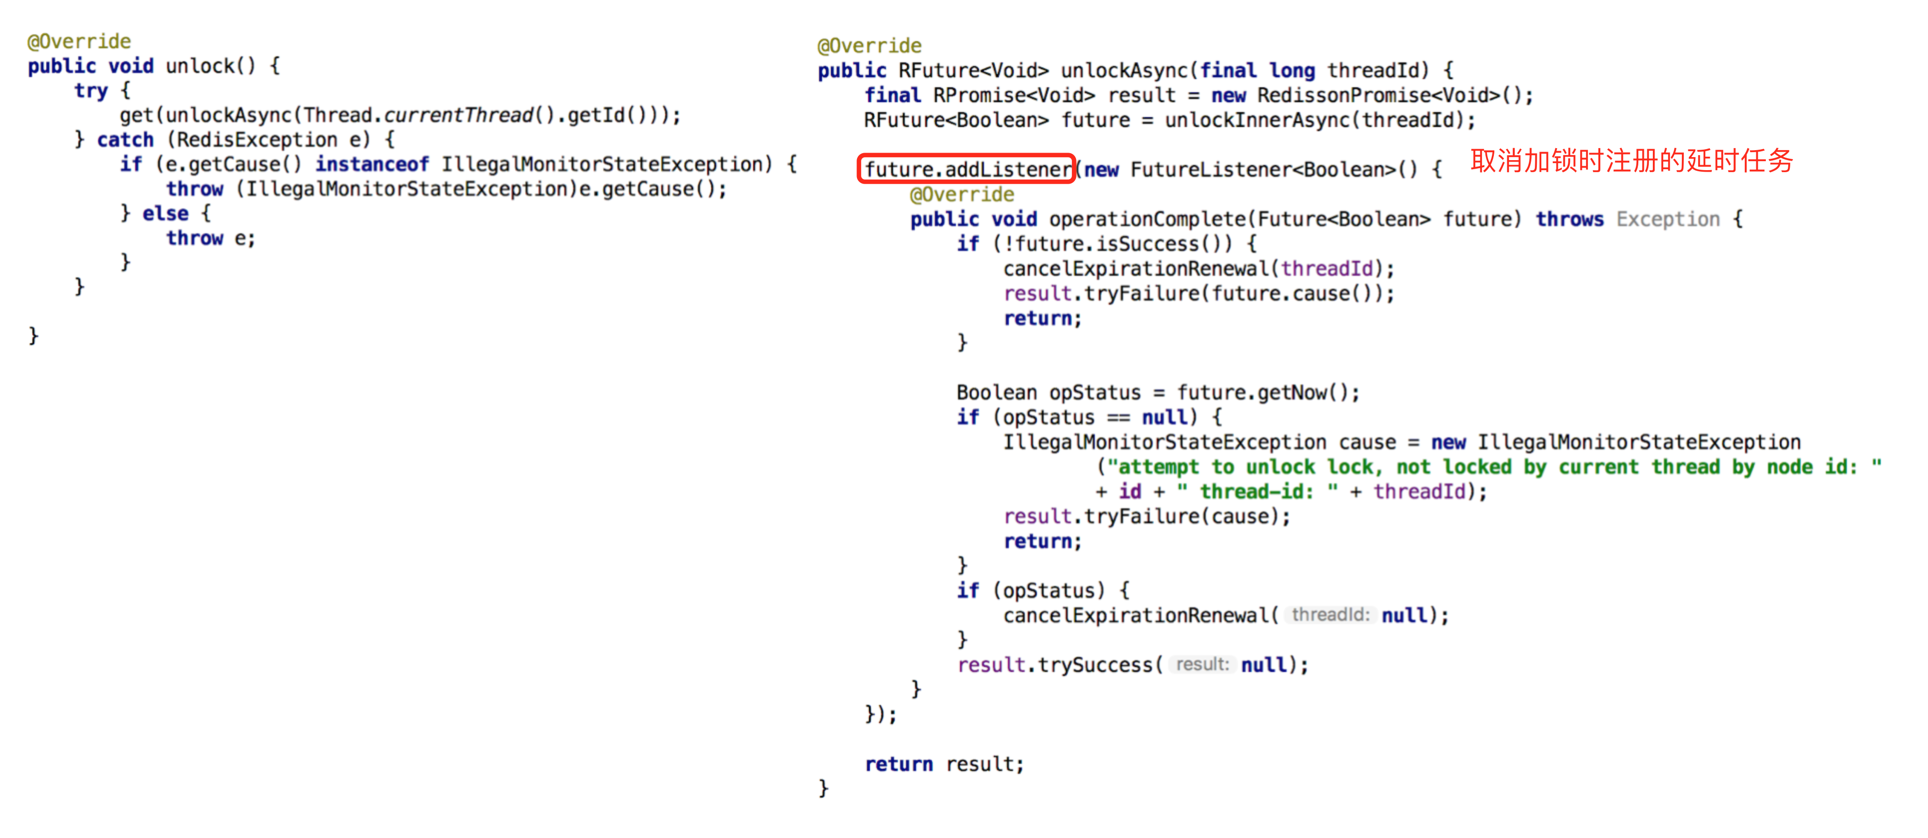 @Override
public void unlock() {
try {
get(unlockAsync(Thread.currentThread().getId()));
} catch (RedisException e) {
if (e.getCause() instanceof IllegalMonitorStateException) {
throw (IllegalMonitorStateException)e.getCause();
} else {
throw e;
}
}
}
@Override
public RFuture<Void> unlockAsync(final long threadId) {
final RPromise<Void> result = new RedissonPromise<Void>();
RFuture<Boolean> future = unlockInnerAsync(threadId);
future.addListener(new FutureListener<Boolean>() {
取消加锁时注册的延时任务
@Override
public void operationComplete(Future<Boolean> future) throws Exception {
if (!future.isSuccess()) {
cancelExpirationRenewal(threadId);
result.tryFailure(future.cause());
return;
}
Boolean opStatus = future.getNow();
if (opStatus == null) {
IllegalMonitorStateException cause = new IllegalMonitorStateException
("attempt to unlock lock, not locked by current thread by node id: "
+ id + " thread-id: " + threadId);
result.tryFailure(cause);
return;
}
if (opStatus) {
cancelExpirationRenewal( threadId: null);
}
result.trySuccess( result: null);
}
});
return result;
}